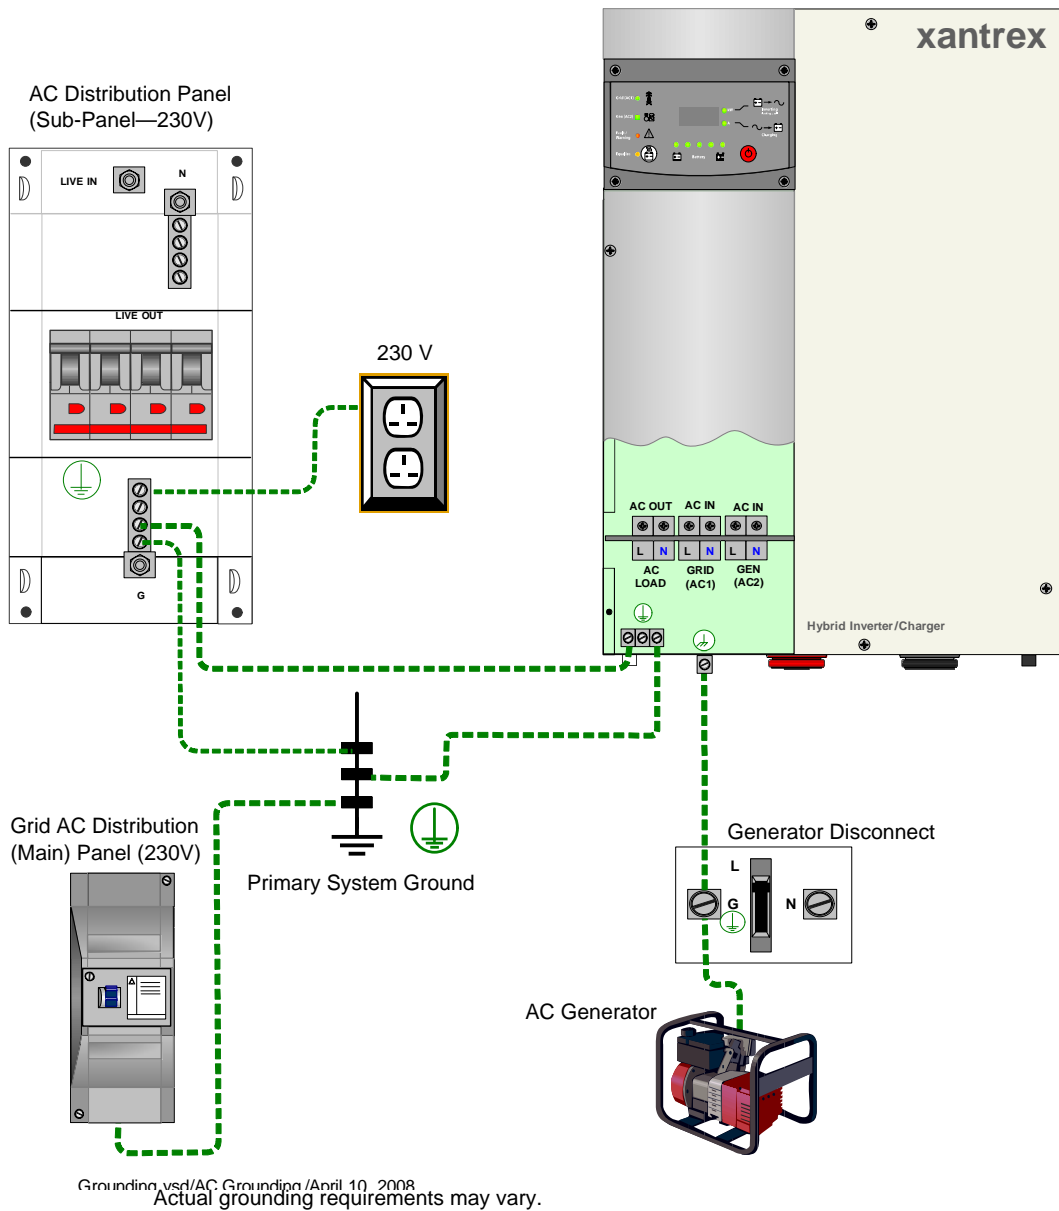 xantrex
AC Distribution Panel
(Sub-Panel—230V)
LIVE IN
N
LIVE OUT
G
230 V
Battery
AC OUT
AC IN
AC IN
L N
L N
L N
AC
LOAD
GRID
(AC1)
GEN
(AC2)
Hybrid Inverter/Charger
Grid AC Distribution
(Main) Panel (230V)
Primary System Ground
Generator Disconnect
L
G
N
AC Generator
Grounding.vsd/AC Grounding /April 10, 2008
Actual grounding requirements may vary.